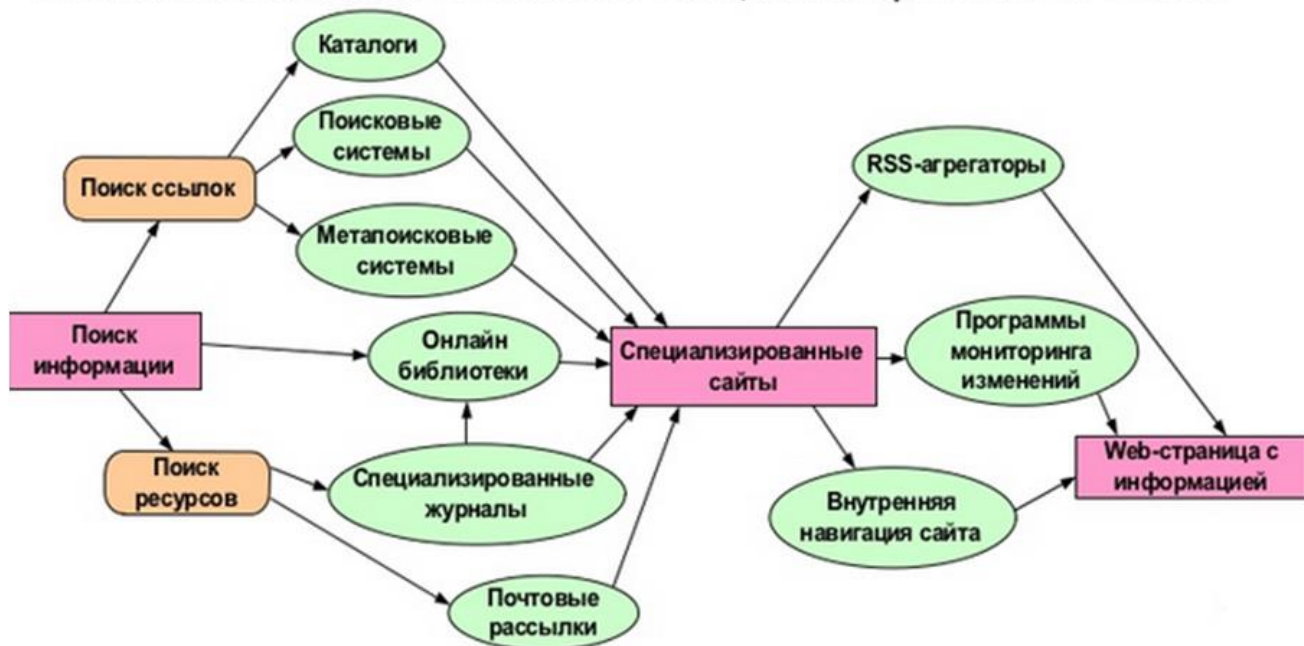 Каталоги
Поисковые
системы
Поиск ссылок
Метапоисковые
системы
Поиск
информации
Онлайн
библиотеки
Поиск
ресурсов
Специализированные
журналы
Почтовые
рассылки
Специализированные
сайты
RSS-агрегаторы
Программы
мониторинга
изменений
Внутренняя
навигация сайта
Web-страница с
информацией